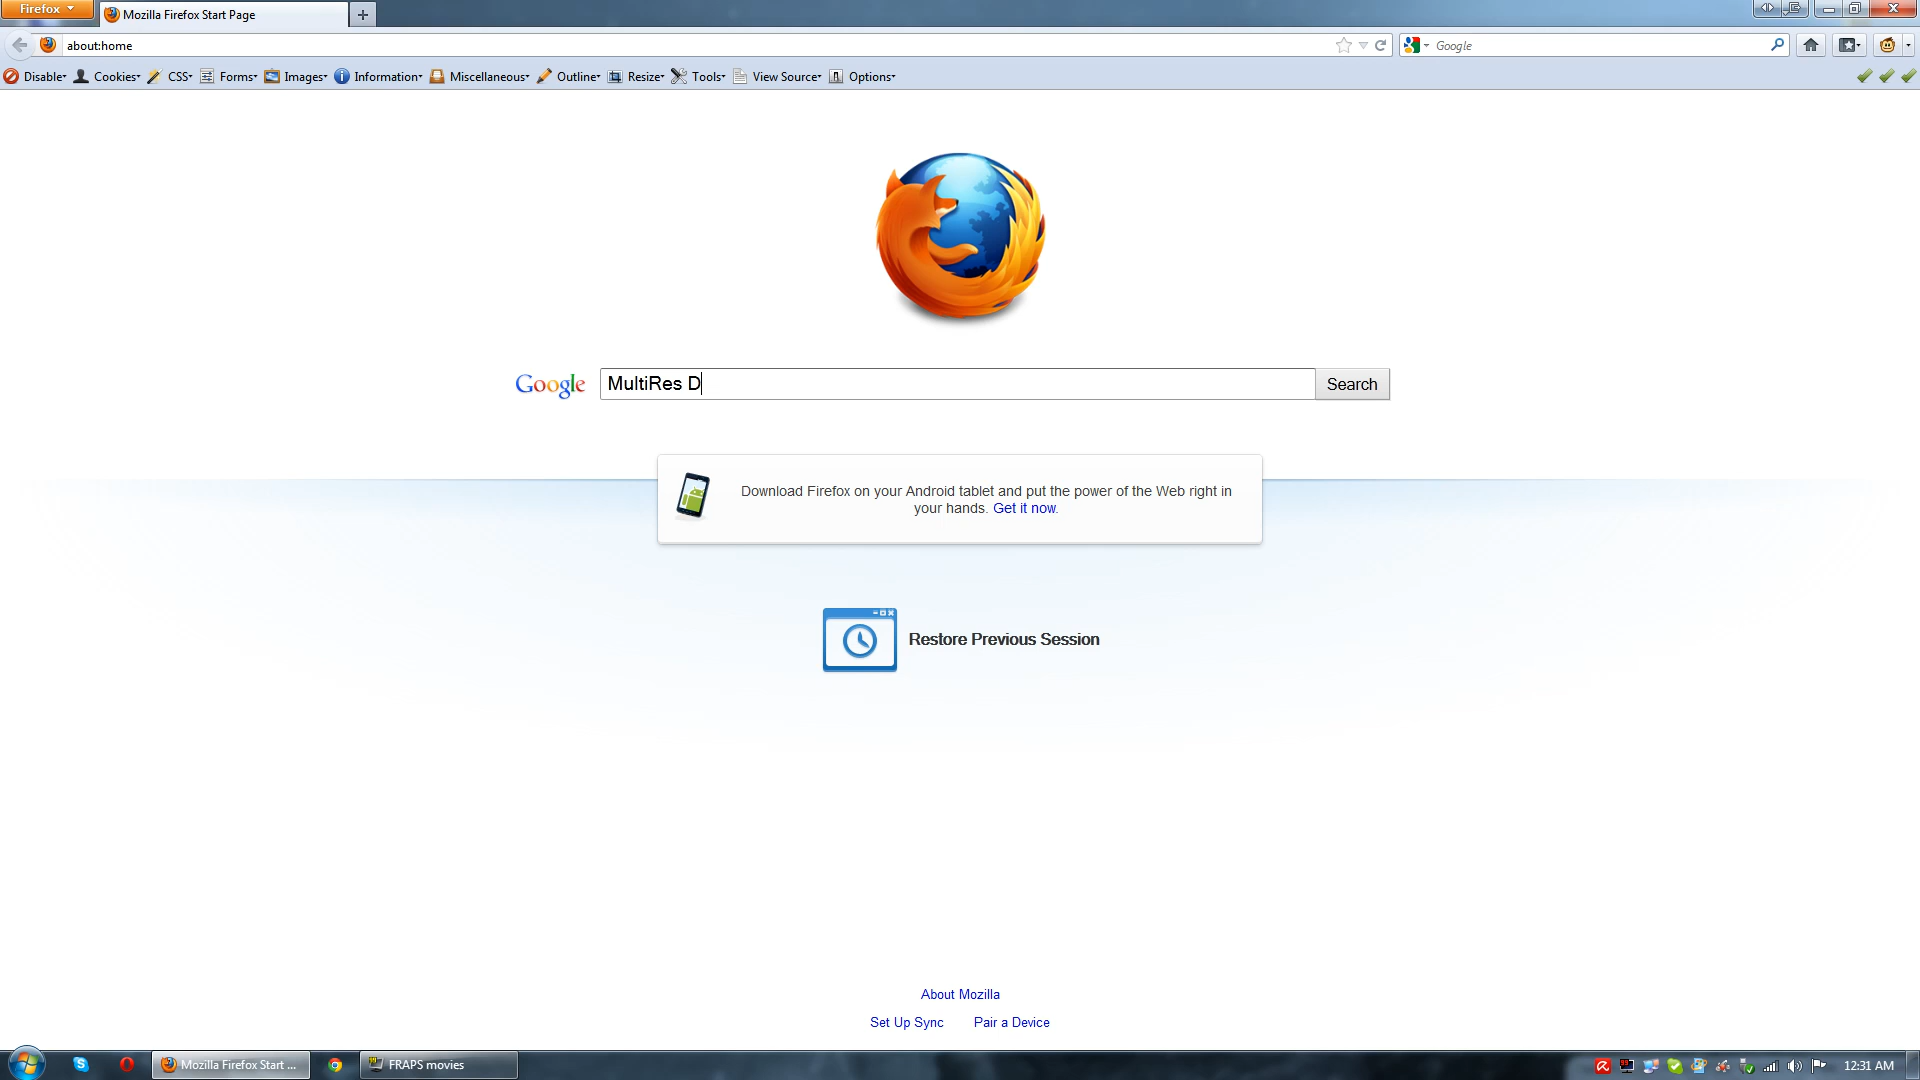 Firefox
Mozilla Firefox Start Page
about:home
Google
Disable Cookies CSS Forms Images Information Miscellaneous Outline Resize Tools View Source Options
Google MultiRes D Search
Download Firefox on your Android tablet and put the power of the Web right in
your hands. Get it now.
Restore Previous Session
About Mozilla
Set Up Sync Pair a Device
Mozilla Firefox Start ... FRAPS movies 12:31 AM